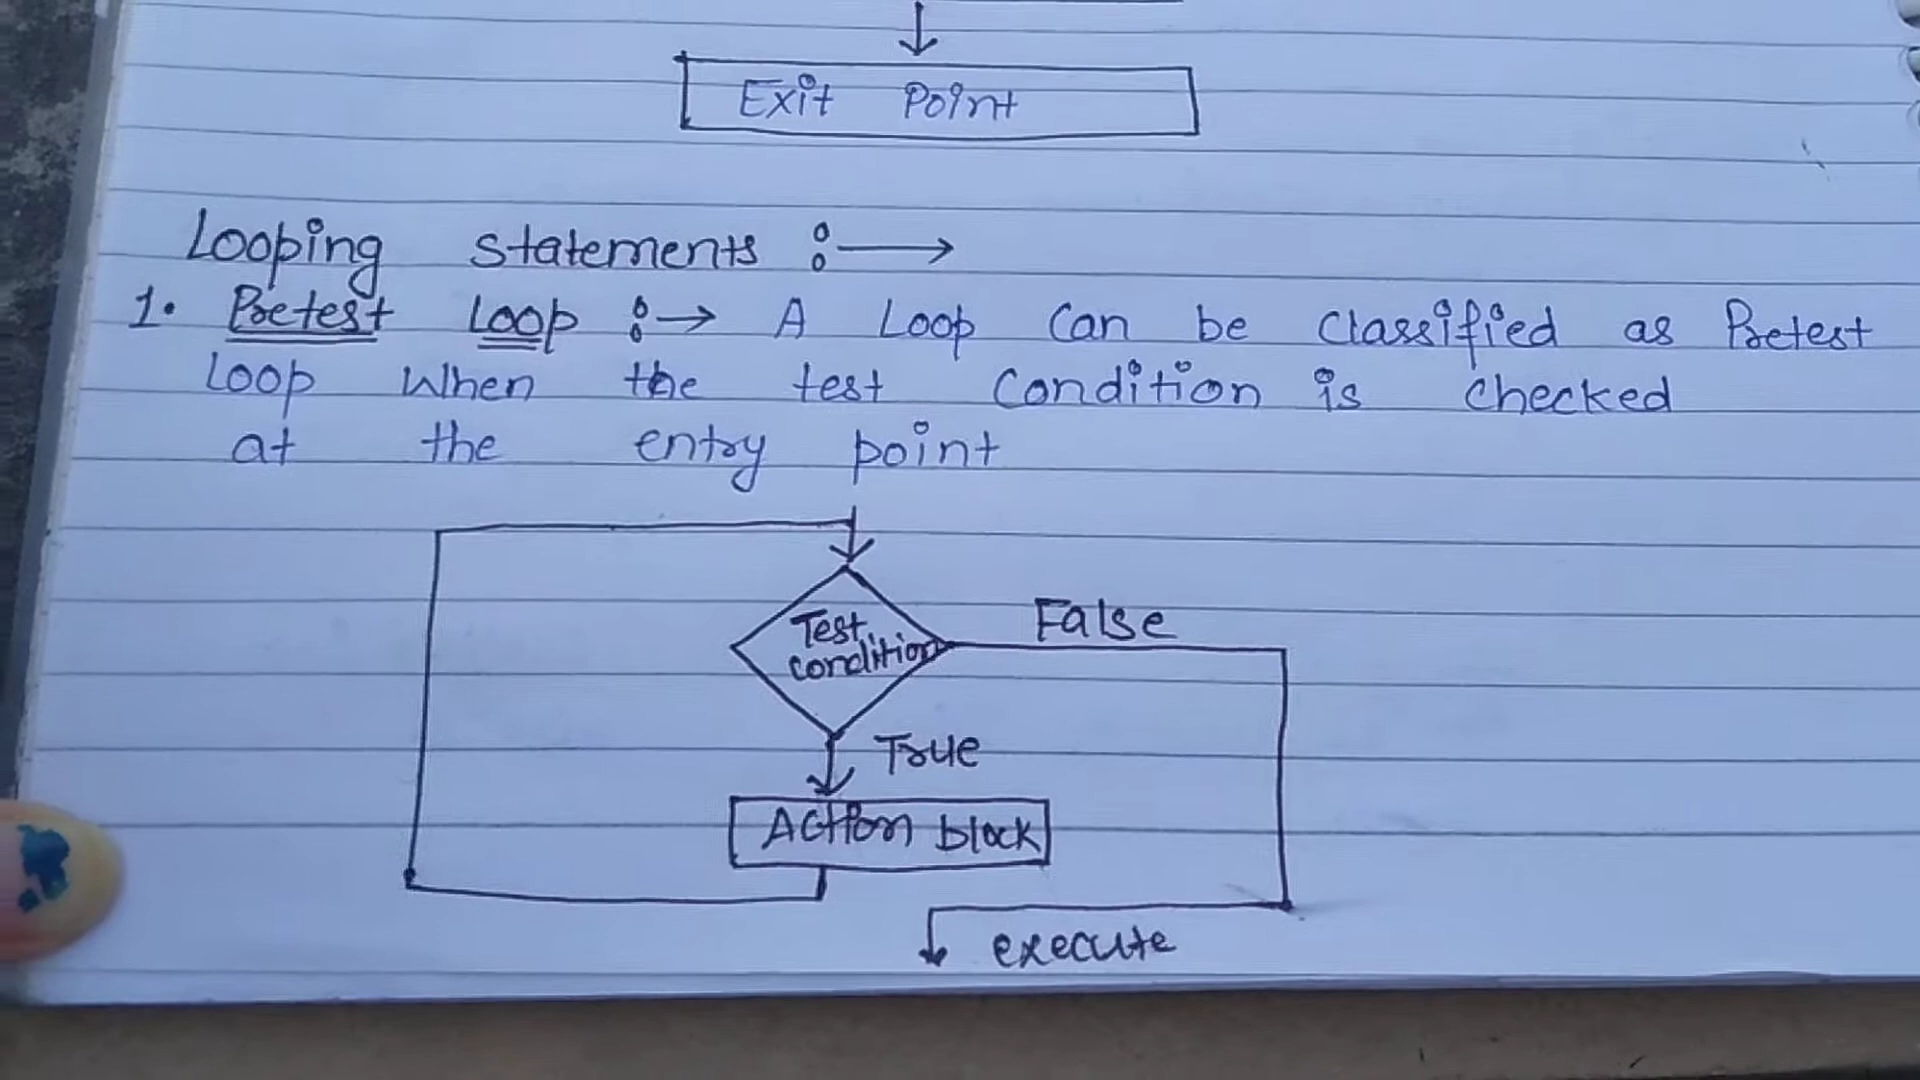 Exit Point
Looping statements :→
1. Pretest Loop :→ A Loop can be classified as Pretest
Loop When the test condition is checked
at the entry point
Test
condition
False
True
Action block
execute